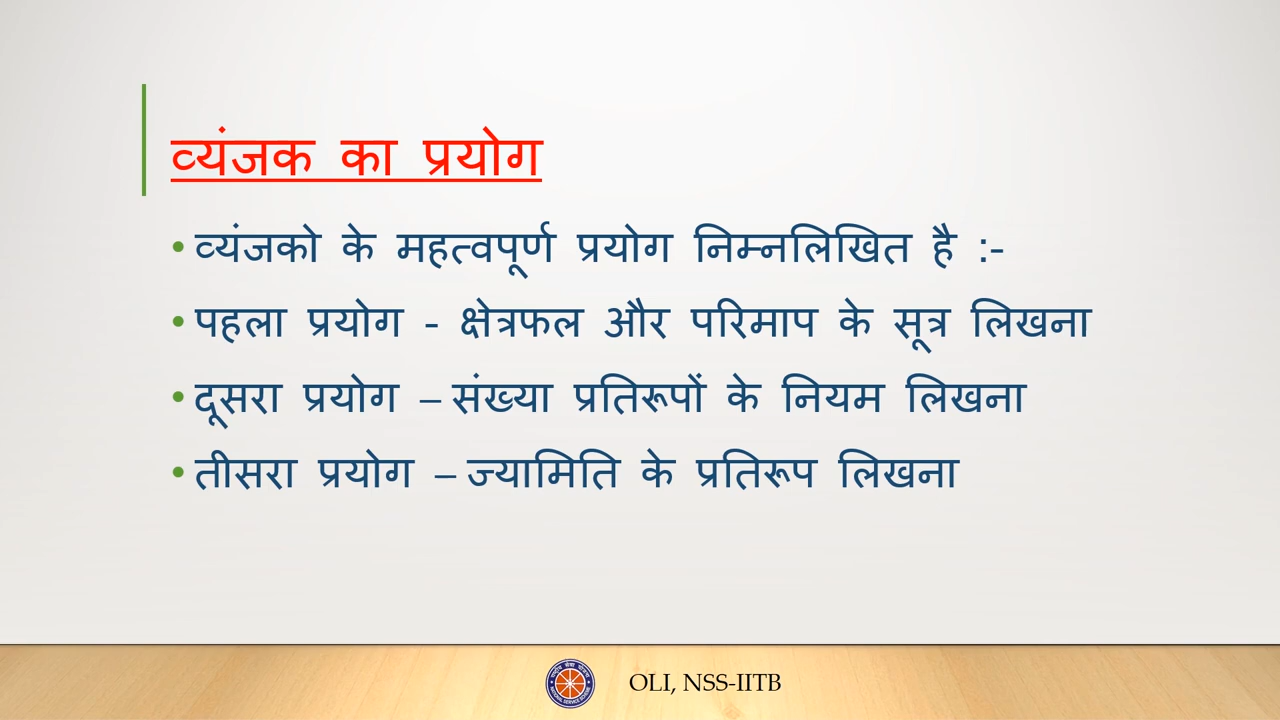 व्यंजक का प्रयोग
• व्यंजको के महत्वपूर्ण प्रयोग निम्नलिखित है :-
• पहला प्रयोग - क्षेत्रफल और परिमाप के सूत्र लिखना
• दूसरा प्रयोग – संख्या प्रतिरूपों के नियम लिखना
• तीसरा प्रयोग – ज्यामिति के प्रतिरूप लिखना
OLI, NSS-IITB